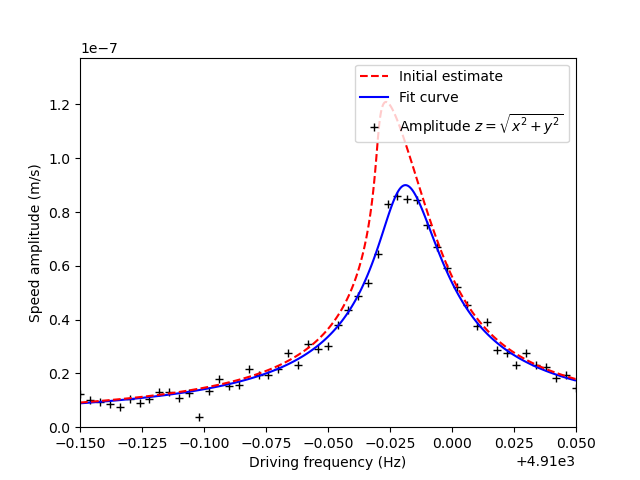 1e−7
Initial estimate
Fit curve
Amplitude z = √x² + y²
1.2
1.0
0.8
0.6
0.4
0.2
0.0
Speed amplitude (m/s)
−0.150 −0.125 −0.100 −0.075 −0.050 −0.025 0.000 0.025 0.050
Driving frequency (Hz)
+4.91e3